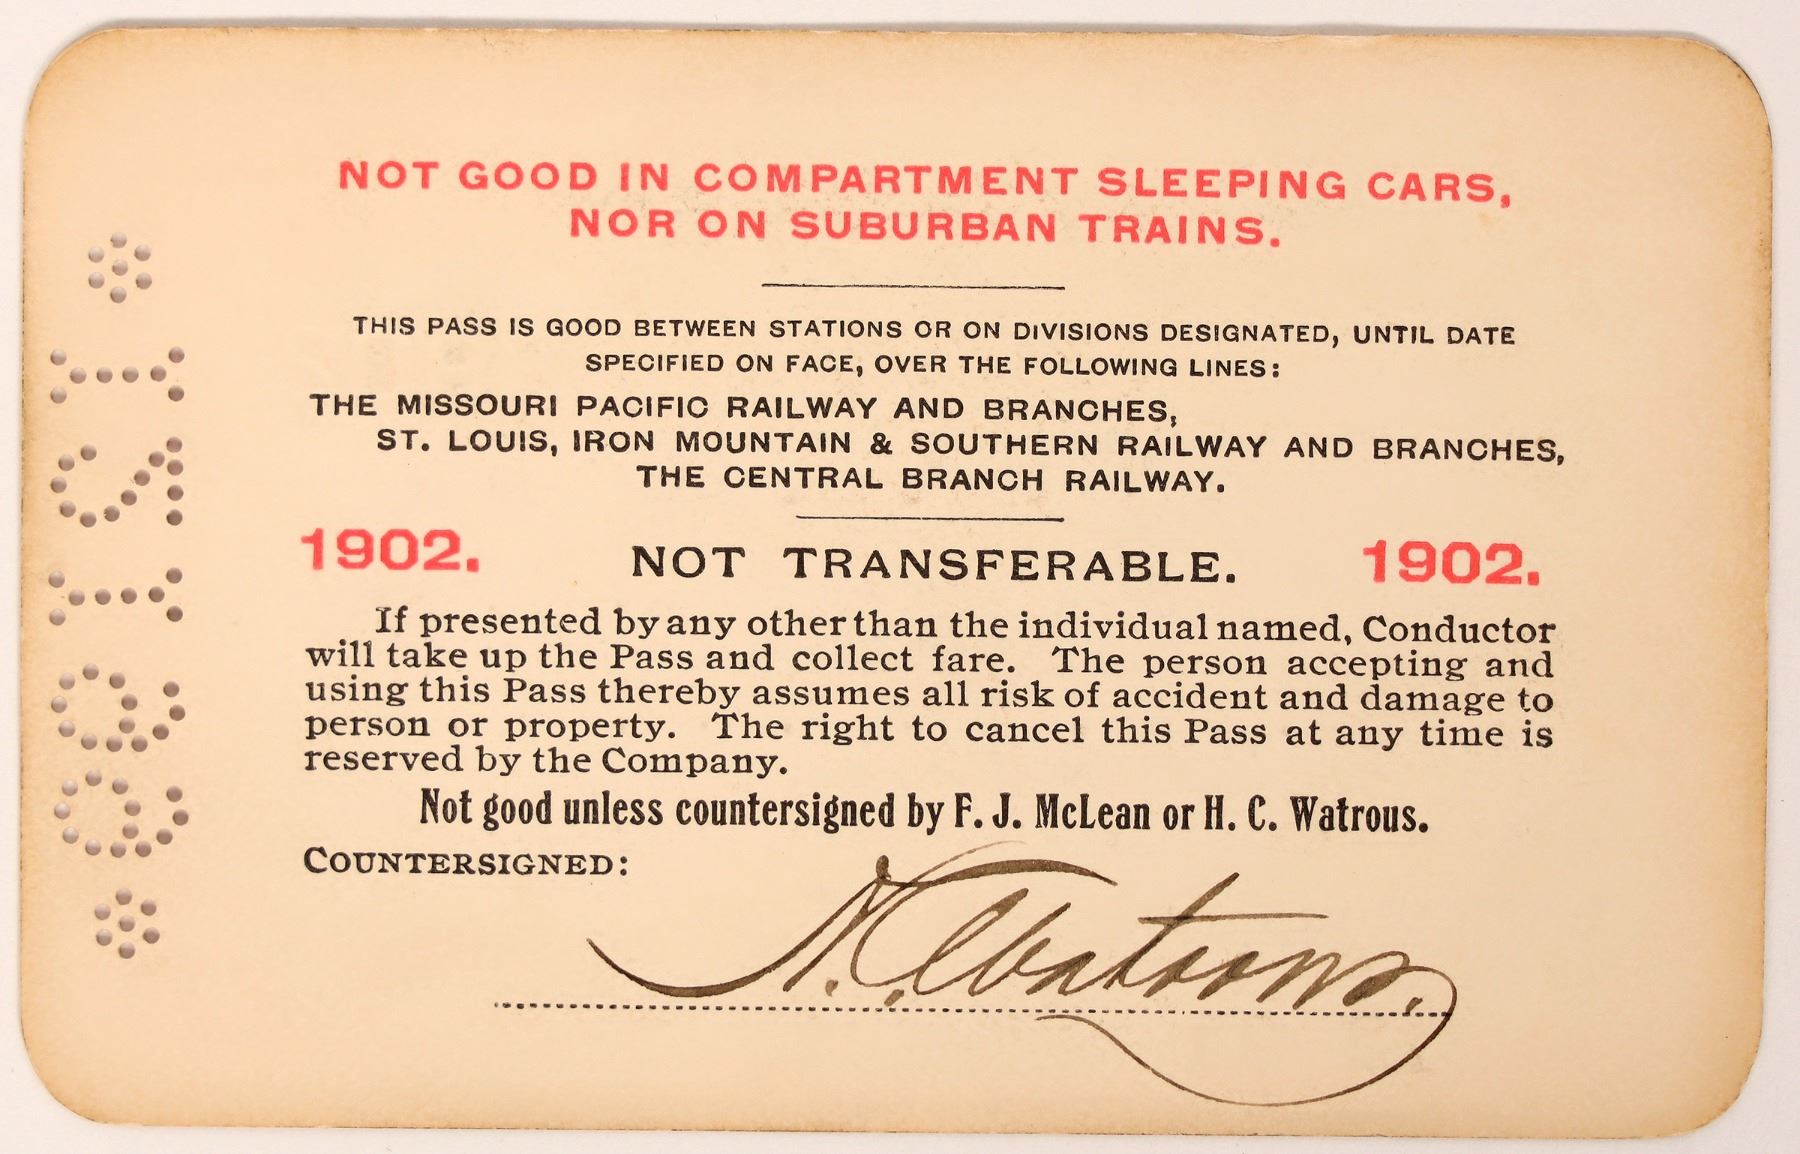 NOT GOOD IN COMPARTMENT SLEEPING CARS,
NOR ON SUBURBAN TRAINS.
THIS PASS IS GOOD BETWEEN STATIONS OR ON DIVISIONS DESIGNATED, UNTIL DATE
SPECIFIED ON FACE, OVER THE FOLLOWING LINES:
THE MISSOURI PACIFIC RAILWAY AND BRANCHES,
ST. LOUIS, IRON MOUNTAIN & SOUTHERN RAILWAY AND BRANCHES,
THE CENTRAL BRANCH RAILWAY.
1902. NOT TRANSFERABLE. 1902.
If presented by any other than the individual named, Conductor
will take up the Pass and collect fare. The person accepting and
using this Pass thereby assumes all risk of accident and damage to
person or property. The right to cancel this Pass at any time is
reserved by the Company.
Not good unless countersigned by F. J. McLean or H. C. Watrous.
COUNTERSIGNED:
H. C. Watrous.